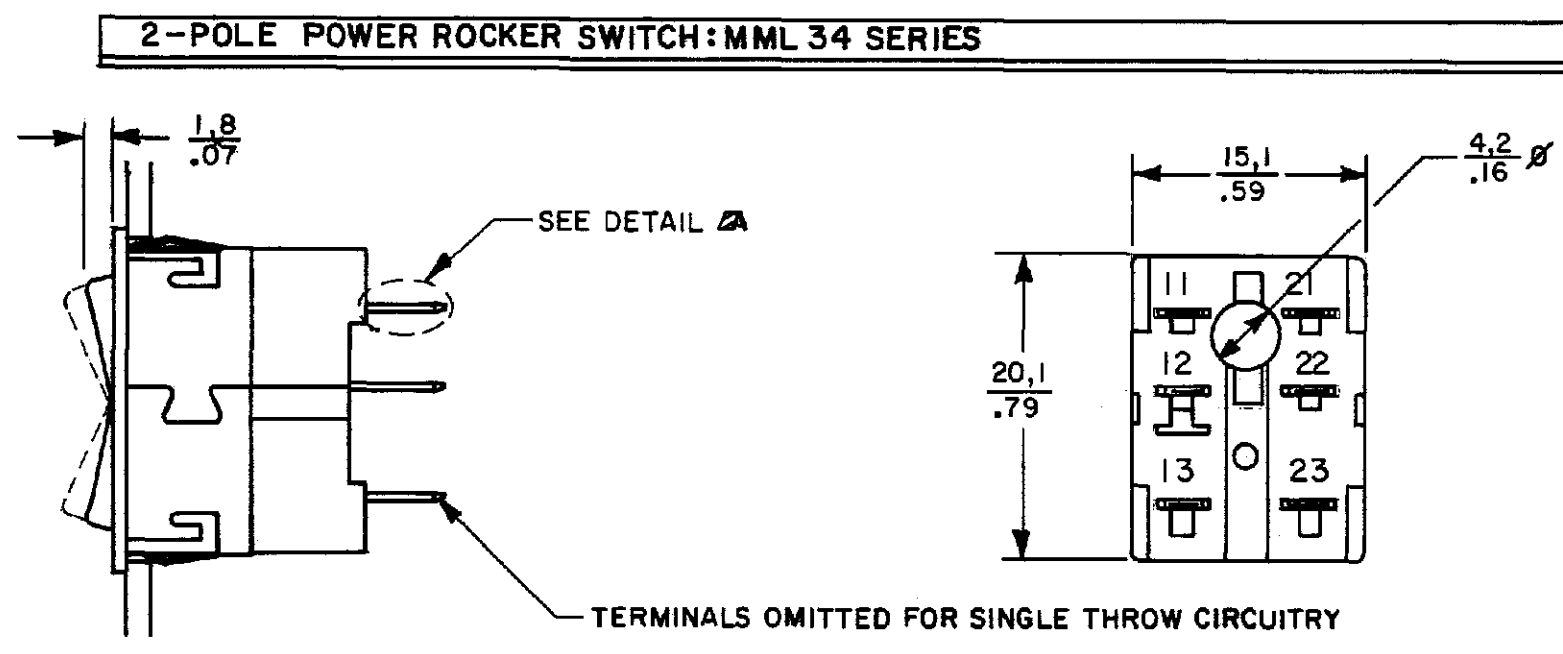 2-POLE POWER ROCKER SWITCH: MML 34 SERIES
1,8
.07
SEE DETAIL A
15,1
.59
4,2 Ø
.16
20,1
.79
11 21
12 22
13 23
TERMINALS OMITTED FOR SINGLE THROW CIRCUITRY